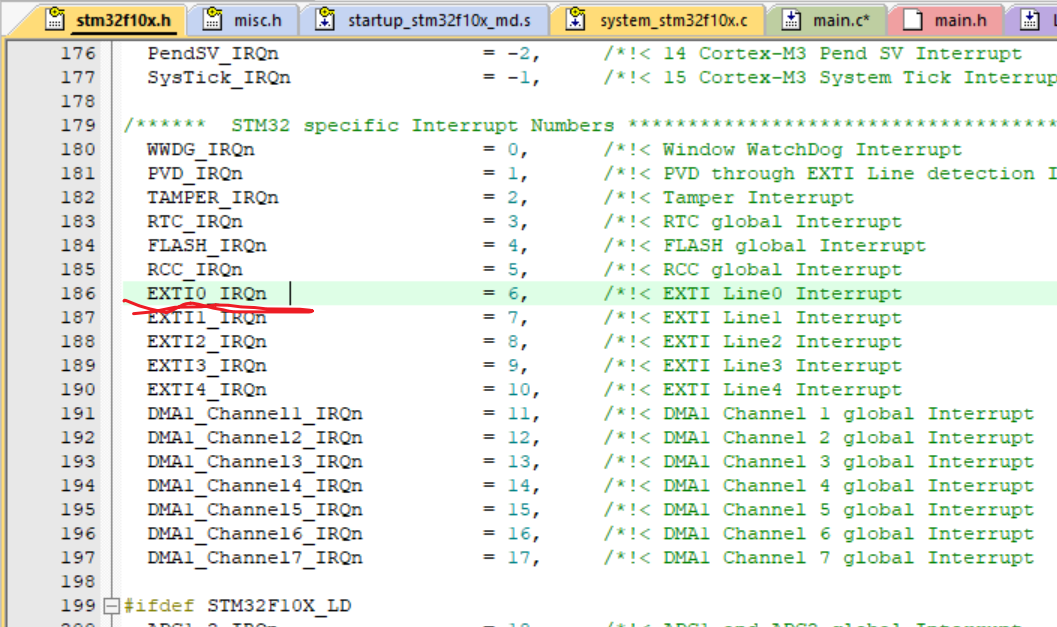 stm32f10x.h misc.h startup_stm32f10x_md.s system_stm32f10x.c main.c* main.h
176 PendSV_IRQn = -2, /*!< 14 Cortex-M3 Pend SV Interrupt
177 SysTick_IRQn = -1, /*!< 15 Cortex-M3 System Tick Interrup
178
179 /****** STM32 specific Interrupt Numbers ************************************
180 WWDG_IRQn = 0, /*!< Window WatchDog Interrupt
181 PVD_IRQn = 1, /*!< PVD through EXTI Line detection I
182 TAMPER_IRQn = 2, /*!< Tamper Interrupt
183 RTC_IRQn = 3, /*!< RTC global Interrupt
184 FLASH_IRQn = 4, /*!< FLASH global Interrupt
185 RCC_IRQn = 5, /*!< RCC global Interrupt
186 EXTI0_IRQn = 6, /*!< EXTI Line0 Interrupt
187 EXTI1_IRQn = 7, /*!< EXTI Line1 Interrupt
188 EXTI2_IRQn = 8, /*!< EXTI Line2 Interrupt
189 EXTI3_IRQn = 9, /*!< EXTI Line3 Interrupt
190 EXTI4_IRQn = 10, /*!< EXTI Line4 Interrupt
191 DMA1_Channel1_IRQn = 11, /*!< DMA1 Channel 1 global Interrupt
192 DMA1_Channel2_IRQn = 12, /*!< DMA1 Channel 2 global Interrupt
193 DMA1_Channel3_IRQn = 13, /*!< DMA1 Channel 3 global Interrupt
194 DMA1_Channel4_IRQn = 14, /*!< DMA1 Channel 4 global Interrupt
195 DMA1_Channel5_IRQn = 15, /*!< DMA1 Channel 5 global Interrupt
196 DMA1_Channel6_IRQn = 16, /*!< DMA1 Channel 6 global Interrupt
197 DMA1_Channel7_IRQn = 17, /*!< DMA1 Channel 7 global Interrupt
198
199 #ifdef STM32F10X_LD